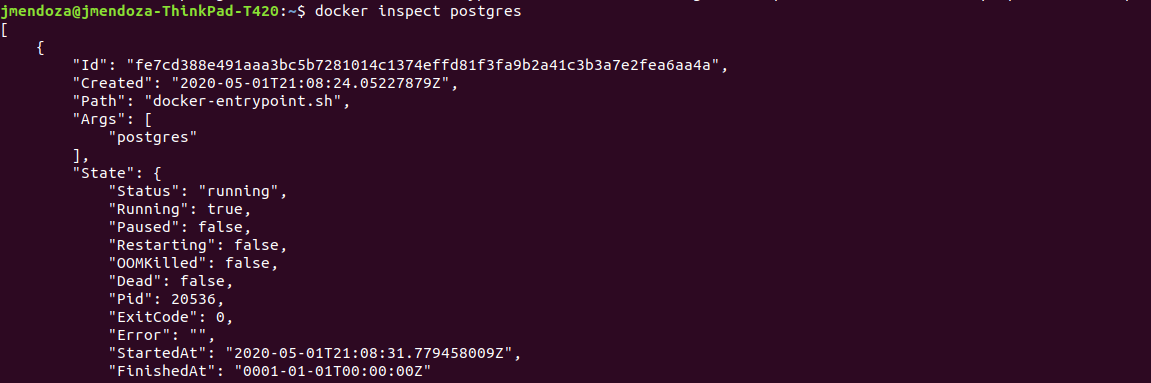 jmendoza@jmendoza-ThinkPad-T420:~$ docker inspect postgres
[
    {
        "Id": "fe7cd388e491aaa3bc5b7281014c1374effd81f3fa9b2a41c3b3a7e2fea6aa4a",
        "Created": "2020-05-01T21:08:24.05227879Z",
        "Path": "docker-entrypoint.sh",
        "Args": [
            "postgres"
        ],
        "State": {
            "Status": "running",
            "Running": true,
            "Paused": false,
            "Restarting": false,
            "OOMKilled": false,
            "Dead": false,
            "Pid": 20536,
            "ExitCode": 0,
            "Error": "",
            "StartedAt": "2020-05-01T21:08:31.779458009Z",
            "FinishedAt": "0001-01-01T00:00:00Z"